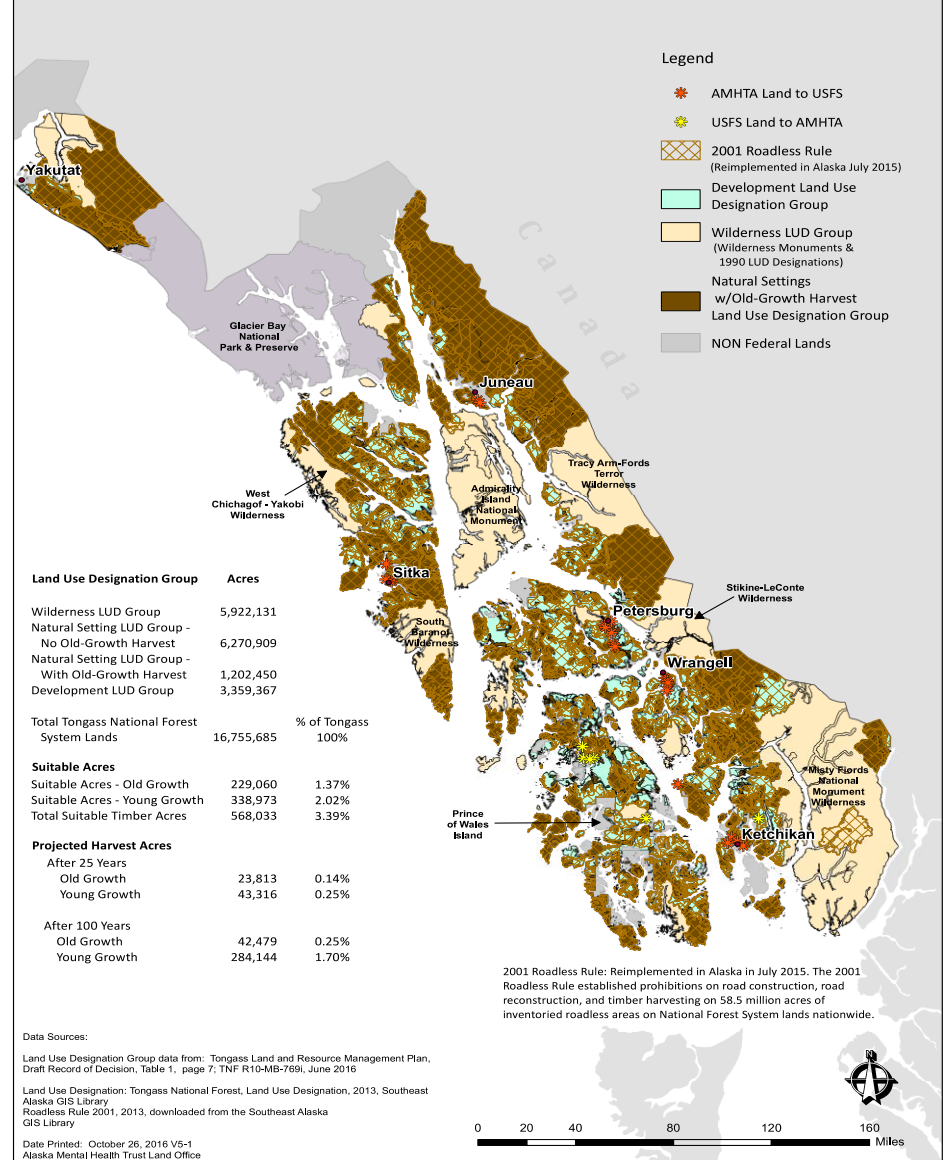 Legend
AMHTA Land to USFS
USFS Land to AMHTA
2001 Roadless Rule
(Reimplemented in Alaska July 2015)
Development Land Use
Designation Group
Wilderness LUD Group
(Wilderness Monuments &
1990 LUD Designations)
Natural Settings
w/Old-Growth Harvest
Land Use Designation Group
NON Federal Lands
Canada
Yakutat
Glacier Bay
National
Park & Preserve
Juneau
Tracy Arm-Fords
Terror
Wilderness
West
Chichagof - Yakobi
Wilderness
Admirality
Island
National
Monument
Sitka
Stikine-LeConte
Wilderness
Petersburg
South
Baranof
Wilderness
Wrangell
Misty Fiords
National
Monument
Wilderness
Prince
of Wales
Island
Ketchikan
Land Use Designation Group Acres
Wilderness LUD Group 5,922,131
Natural Setting LUD Group -
No Old-Growth Harvest 6,270,909
Natural Setting LUD Group -
With Old-Growth Harvest 1,202,450
Development LUD Group 3,359,367
Total Tongass National Forest % of Tongass
System Lands 16,755,685 100%
Suitable Acres
Suitable Acres - Old Growth 229,060 1.37%
Suitable Acres - Young Growth 338,973 2.02%
Total Suitable Timber Acres 568,033 3.39%
Projected Harvest Acres
After 25 Years
Old Growth 23,813 0.14%
Young Growth 43,316 0.25%
After 100 Years
Old Growth 42,479 0.25%
Young Growth 284,144 1.70%
2001 Roadless Rule: Reimplemented in Alaska in July 2015. The 2001
Roadless Rule established prohibitions on road construction, road
reconstruction, and timber harvesting on 58.5 million acres of
inventoried roadless areas on National Forest System lands nationwide.
Data Sources:
Land Use Designation Group data from: Tongass Land and Resource Management Plan,
Draft Record of Decision, Table 1, page 7; TNF R10-MB-769i, June 2016
Land Use Designation: Tongass National Forest, Land Use Designation, 2013, Southeast
Alaska GIS Library
Roadless Rule 2001, 2013, downloaded from the Southeast Alaska
GIS Library
Date Printed: October 26, 2016 V5-1
Alaska Mental Health Trust Land Office
N
0 20 40 80 120 160
Miles